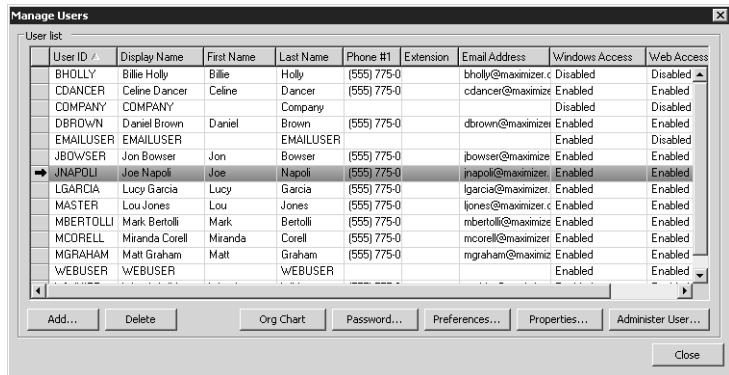 Manage Users
User list
User ID Display Name First Name Last Name Phone #1 Extension Email Address Windows Access Web Access
BHOLLY Billie Holly Billie Holly (555) 775-0 bholly@maximizer.c Disabled Disabled
CDANCER Celine Dancer Celine Dancer (555) 775-0 cdancer@maximize Enabled Enabled
COMPANY COMPANY Company Disabled Disabled
DBROWN Daniel Brown Daniel Brown (555) 775-0 dbrown@maximizer Enabled Enabled
EMAILUSER EMAILUSER EMAILUSER Enabled Disabled
JBOWSER Jon Bowser Jon Bowser (555) 775-0 jbowser@maximize Enabled Enabled
JNAPOLI Joe Napoli Joe Napoli (555) 775-0 jnapoli@maximizer. Enabled Enabled
LGARCIA Lucy Garcia Lucy Garcia (555) 775-0 lgarcia@maximizer. Enabled Enabled
MASTER Lou Jones Lou Jones (555) 775-0 ljones@maximizer.c Enabled Enabled
MBERTOLLI Mark Bertolli Mark Bertolli (555) 775-0 mbertolli@maximize Enabled Enabled
MCORELL Miranda Corell Miranda Corell (555) 775-0 mcorell@maximizer Enabled Enabled
MGRAHAM Matt Graham Matt Graham (555) 775-0 mgraham@maximiz Enabled Enabled
WEBUSER WEBUSER WEBUSER Enabled Enabled
Add... Delete Org Chart Password... Preferences... Properties... Administer User...
Close